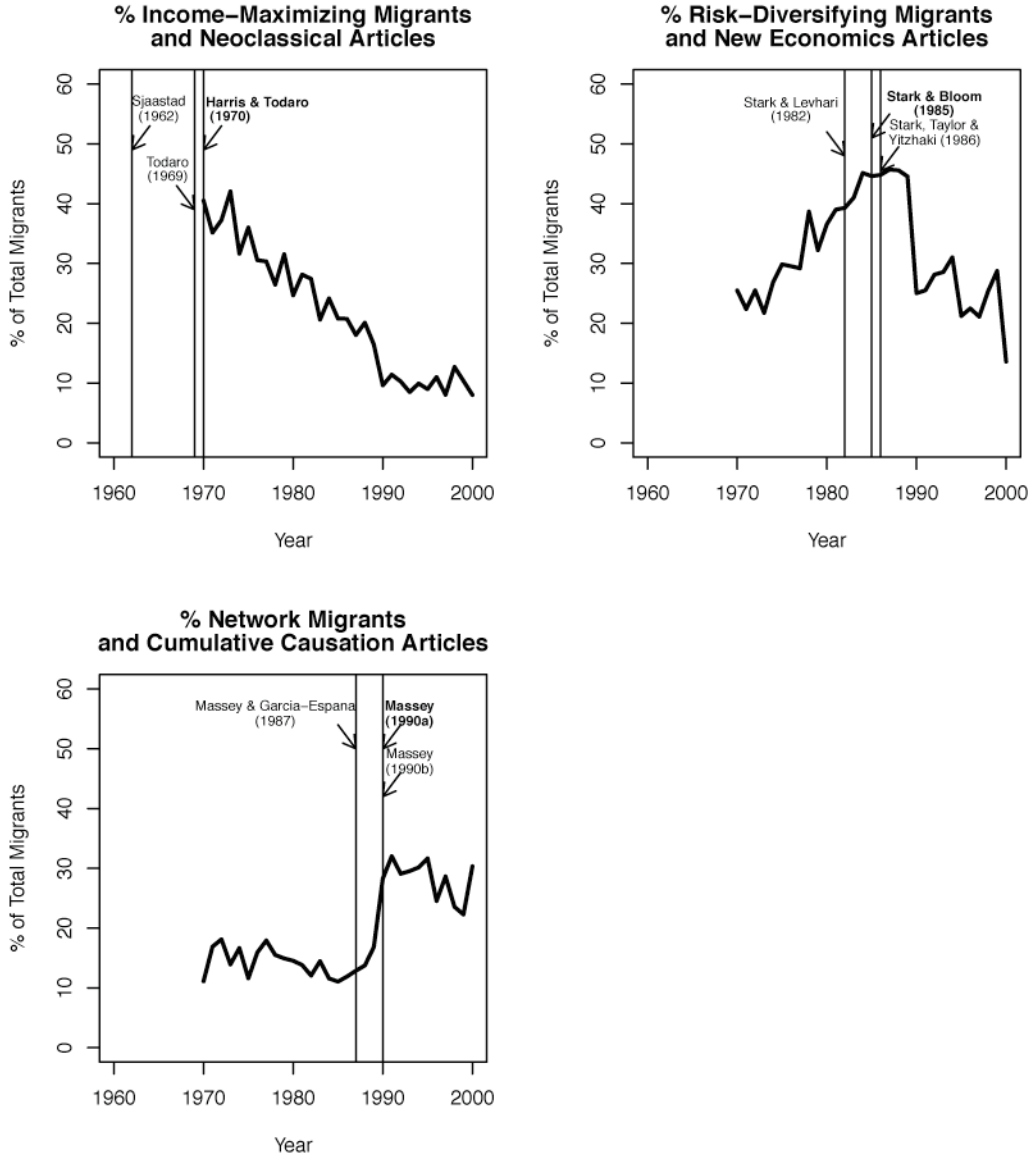 % Income−Maximizing Migrants
and Neoclassical Articles
% of Total Migrants
60
50
40
30
20
10
0
Sjaastad
(1962)
Todaro
(1969)
Harris & Todaro
(1970)
1960 1970 1980 1990 2000
Year
% Risk−Diversifying Migrants
and New Economics Articles
% of Total Migrants
60
50
40
30
20
10
0
Stark & Levhari
(1982)
Stark & Bloom
(1985)
Stark, Taylor &
Yitzhaki (1986)
1960 1970 1980 1990 2000
Year
% Network Migrants
and Cumulative Causation Articles
% of Total Migrants
60
50
40
30
20
10
0
Massey & Garcia−Espana
(1987)
Massey
(1990a)
Massey
(1990b)
1960 1970 1980 1990 2000
Year